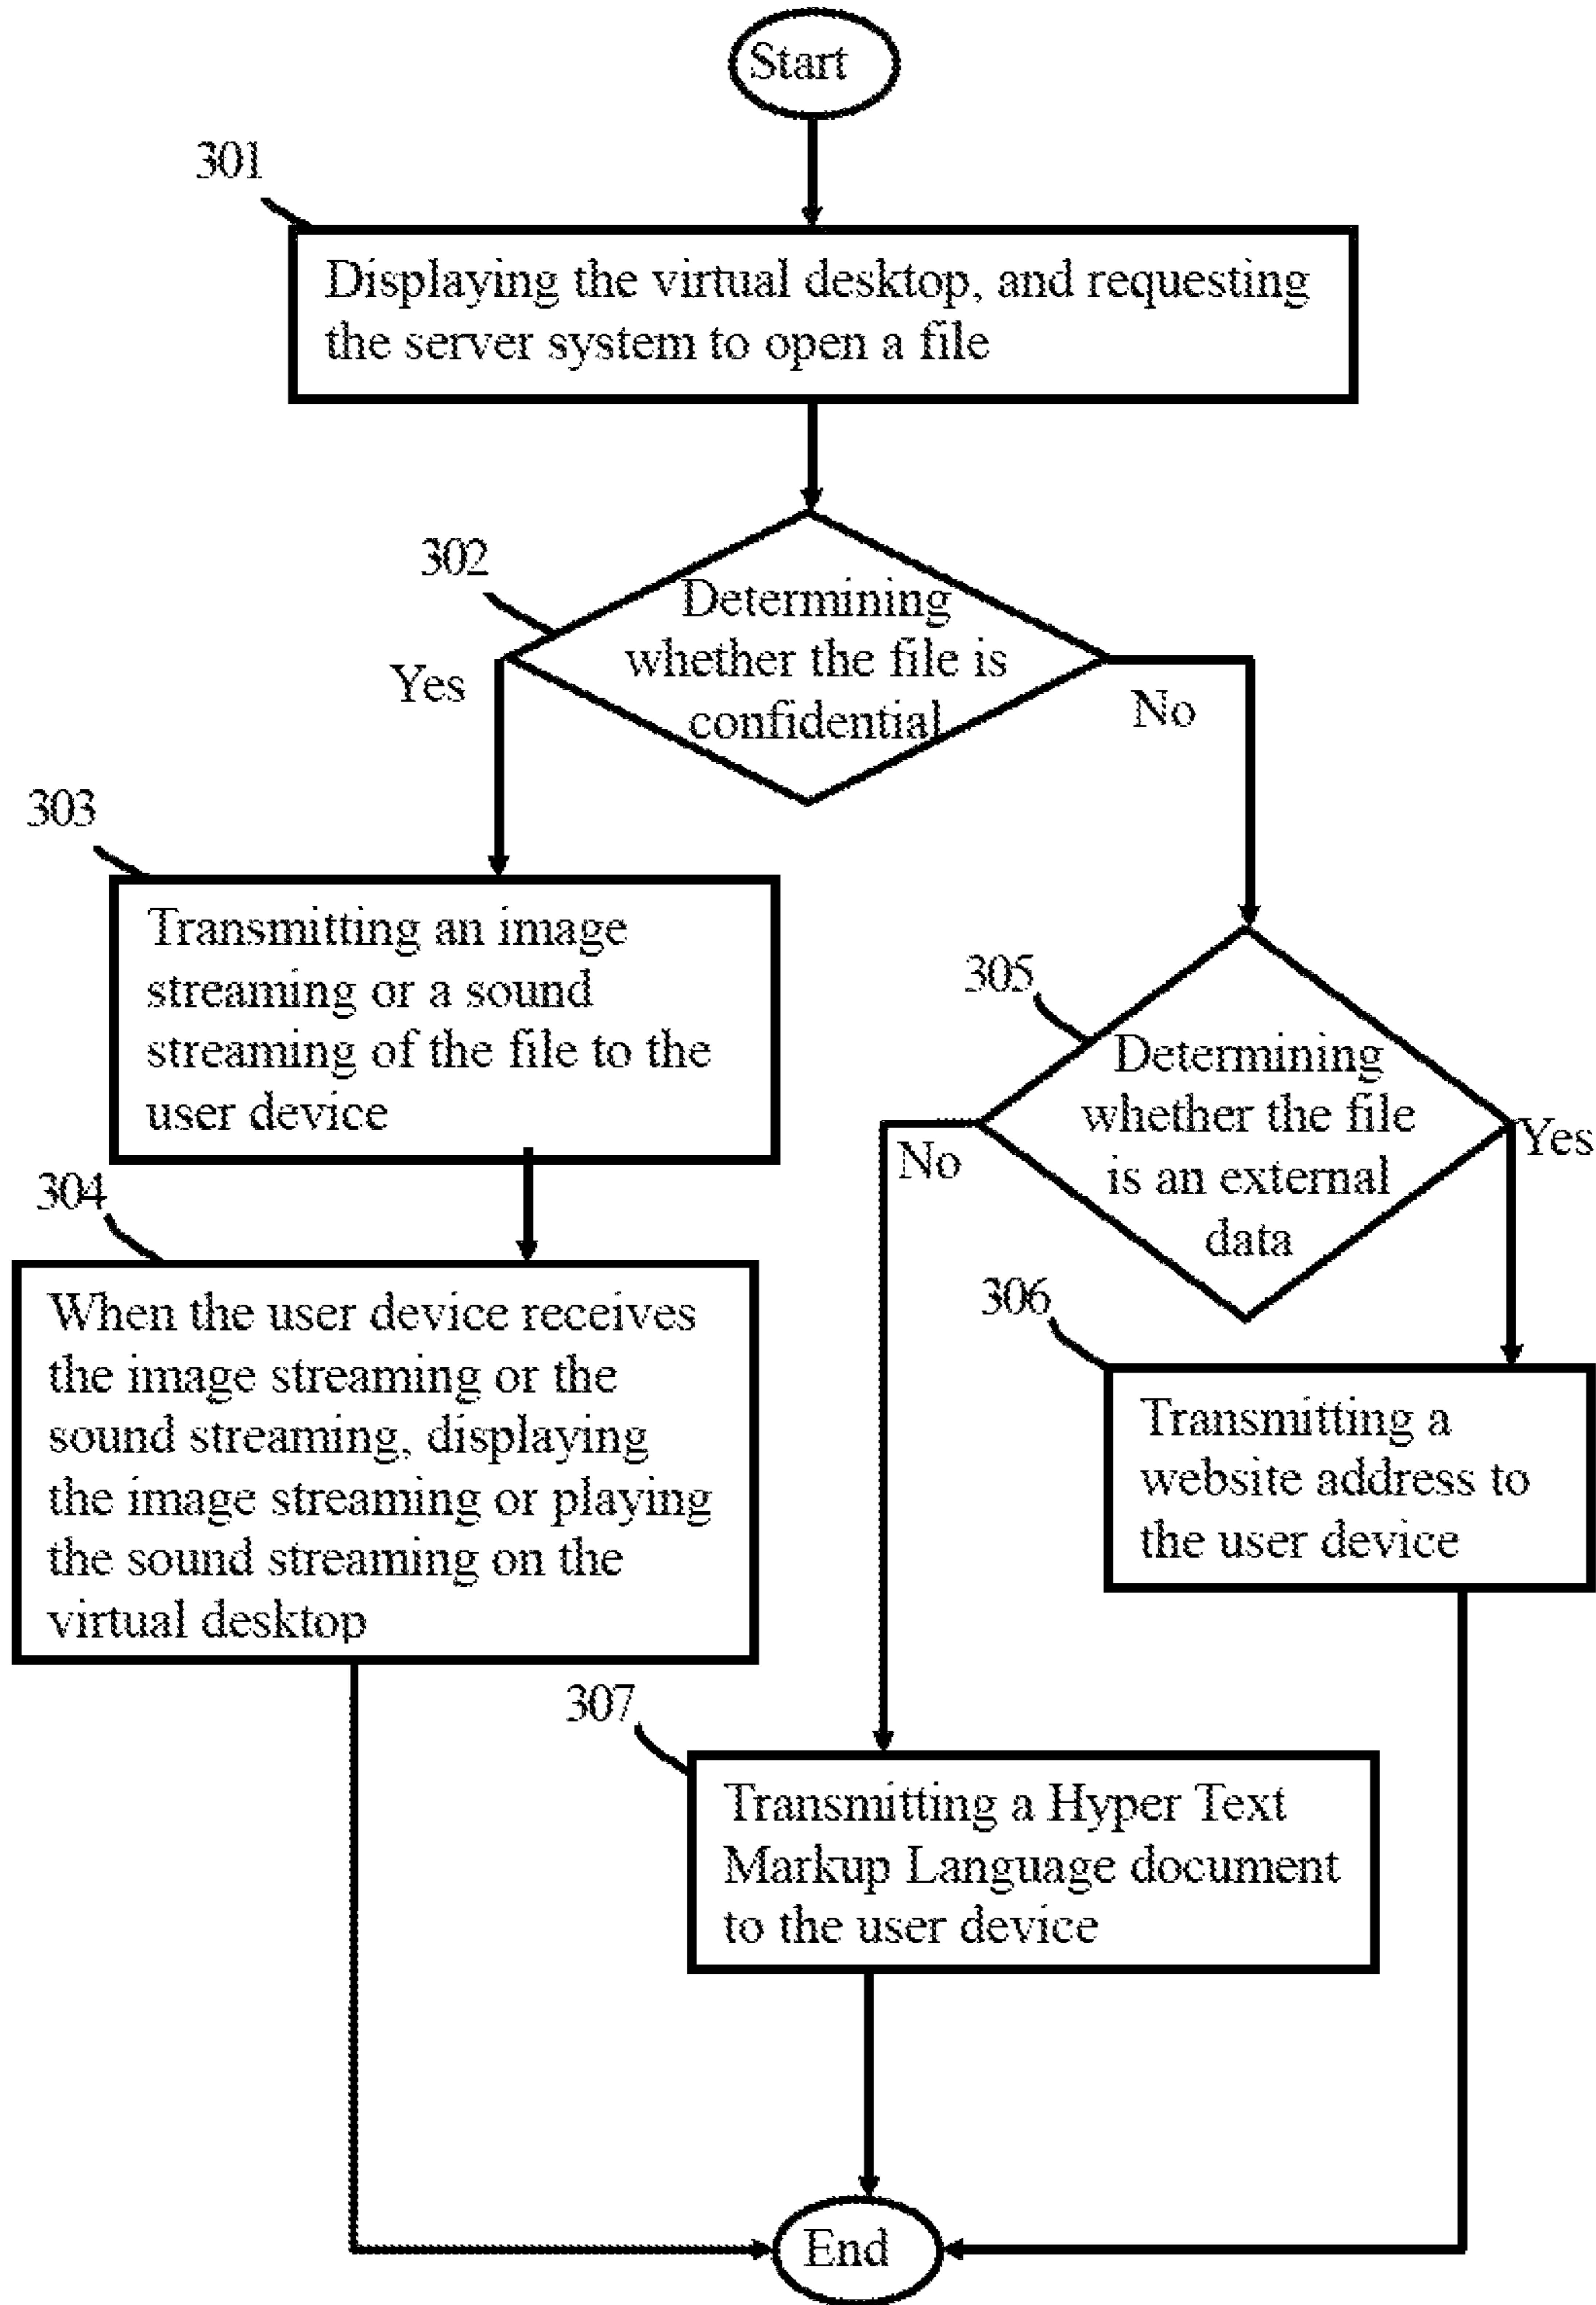 Start
301
Displaying the virtual desktop, and requesting
the server system to open a file
302
Determining
whether the file is
confidential
Yes
No
303
Transmitting an image
streaming or a sound
streaming of the file to the
user device
305
Determining
whether the file
is an external
data
No
Yes
304
When the user device receives
the image streaming or the
sound streaming, displaying
the image streaming or playing
the sound streaming on the
virtual desktop
306
Transmitting a
website address to
the user device
307
Transmitting a Hyper Text
Markup Language document
to the user device
End